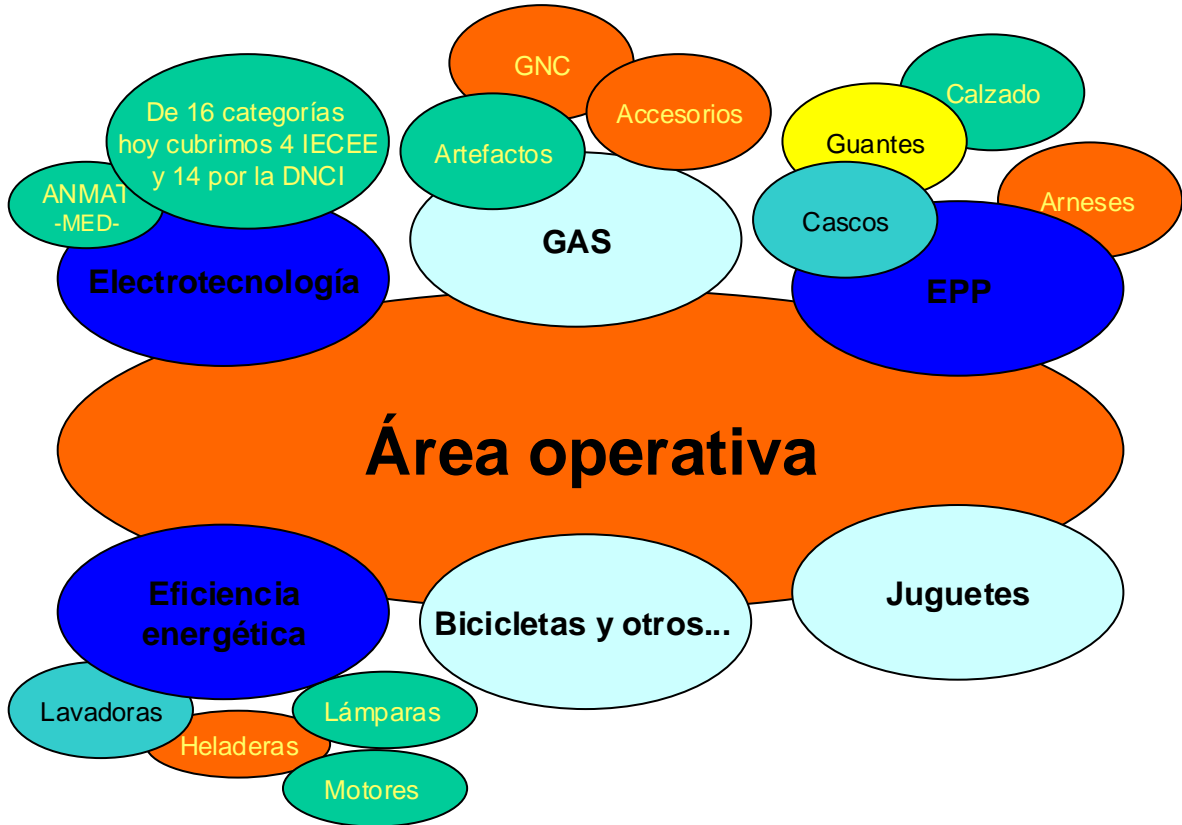 De 16 categorías
hoy cubrimos 4 IECEE
y 14 por la DNCI
ANMAT
-MED-
Electrotecnología
GNC
Accesorios
Artefactos
GAS
Calzado
Guantes
Arneses
Cascos
EPP
Área operativa
Eficiencia
energética
Bicicletas y otros...
Juguetes
Lavadoras
Heladeras
Lámparas
Motores